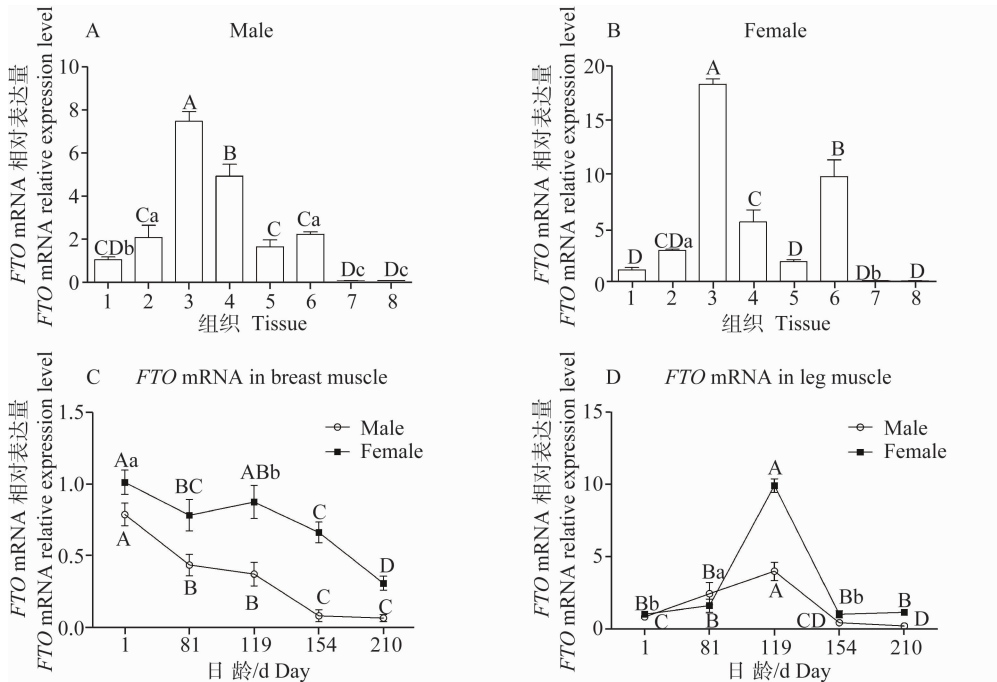 A Male
FTO mRNA 相对表达量
FTO mRNA relative expression level
10
8
6
4
2
0
CDb Ca A B C Ca Dc Dc
1 2 3 4 5 6 7 8
组织 Tissue
B Female
FTO mRNA 相对表达量
FTO mRNA relative expression level
20
15
10
5
0
D CDa A C D B Db D
1 2 3 4 5 6 7 8
组织 Tissue
C FTO mRNA in breast muscle
FTO mRNA 相对表达量
FTO mRNA relative expression level
1.5
1.0
0.5
0.0
Male
Female
Aa BC ABb C D
A B B C C
1 81 119 154 210
日 龄/d Day
D FTO mRNA in leg muscle
FTO mRNA 相对表达量
FTO mRNA relative expression level
15
10
5
0
Male
Female
Bb Ba A Bb B
C B A CD D
1 81 119 154 210
日 龄/d Day